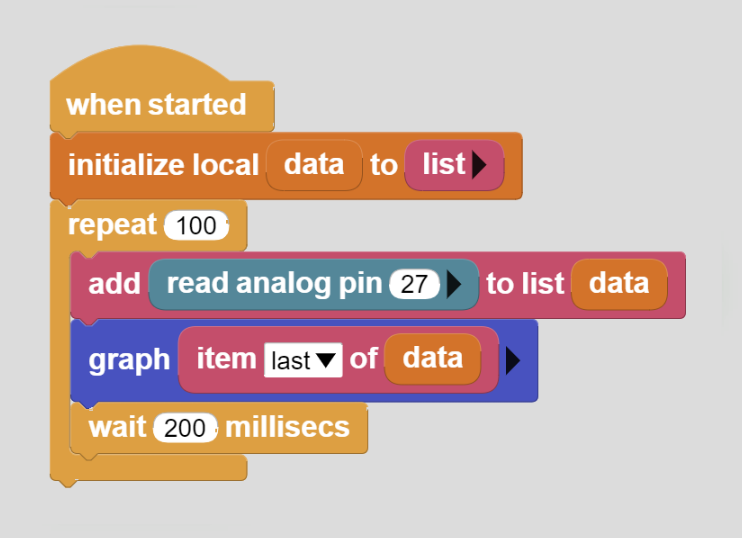 when started
initialize local data to list
repeat 100
add read analog pin 27 to list data
graph item last of data
wait 200 millisecs